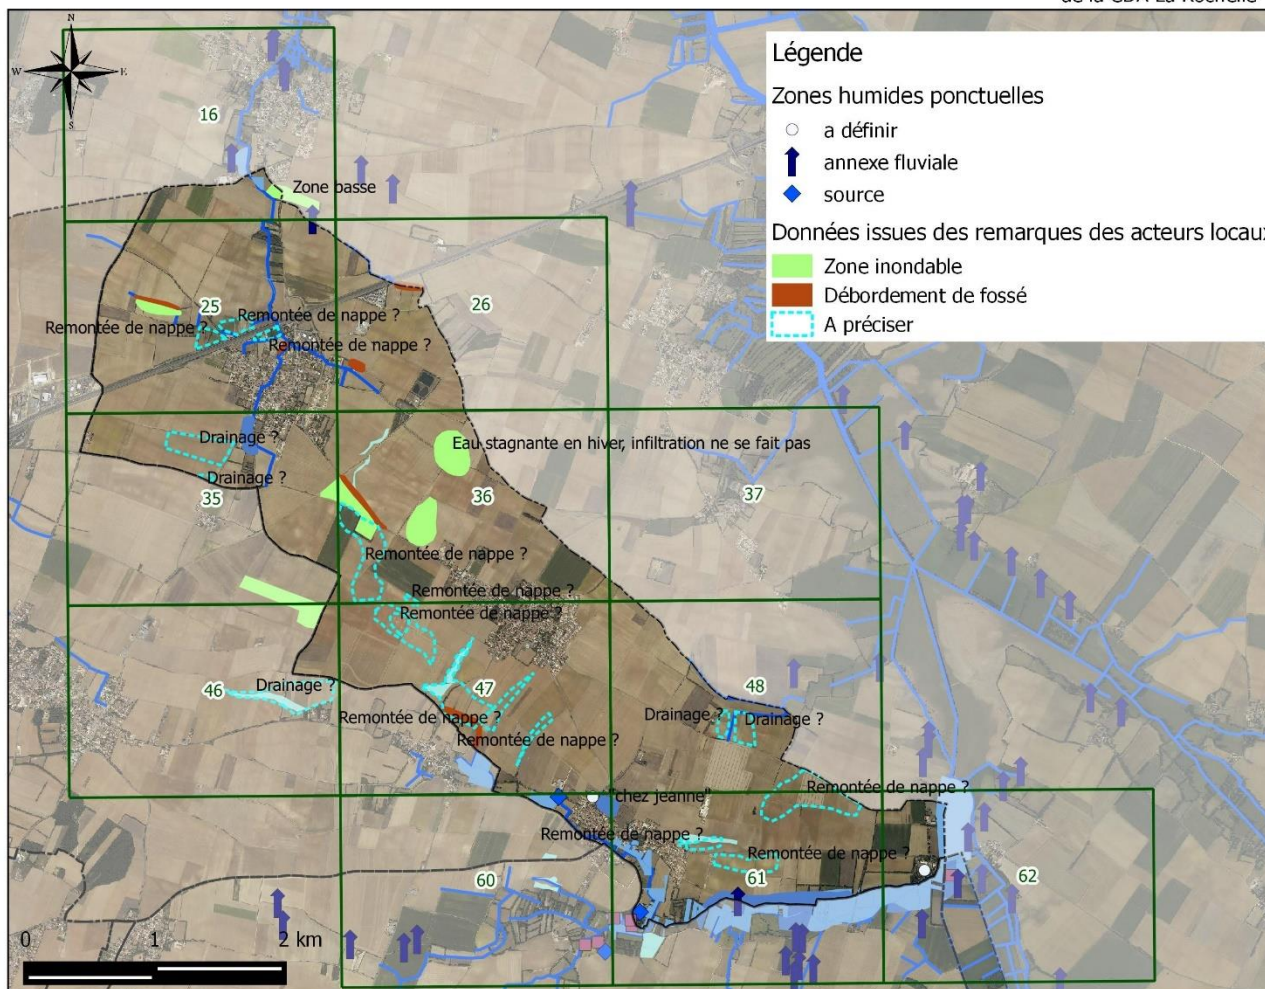 de la CDA La Rochelle
N
W
E
S
Légende
Zones humides ponctuelles
a définir
annexe fluviale
source
Données issues des remarques des acteurs locaux
Zone inondable
Débordement de fossé
A préciser
16
Zone basse
25
26
Remontée de nappe ?
Remontée de nappe ?
Remontée de nappe ?
Drainage ?
Eau stagnante en hiver, infiltration ne se fait pas
Drainage ?
35
36
37
Remontée de nappe ?
Remontée de nappe ?
Remontée de nappe ?
46
Drainage ?
47
48
Remontée de nappe ?
Drainage ?
Drainage ?
Remontée de nappe ?
Remontée de nappe ?
"chez jeanne"
Remontée de nappe ?
Remontée de nappe ?
60
61
62
0
1
2 km